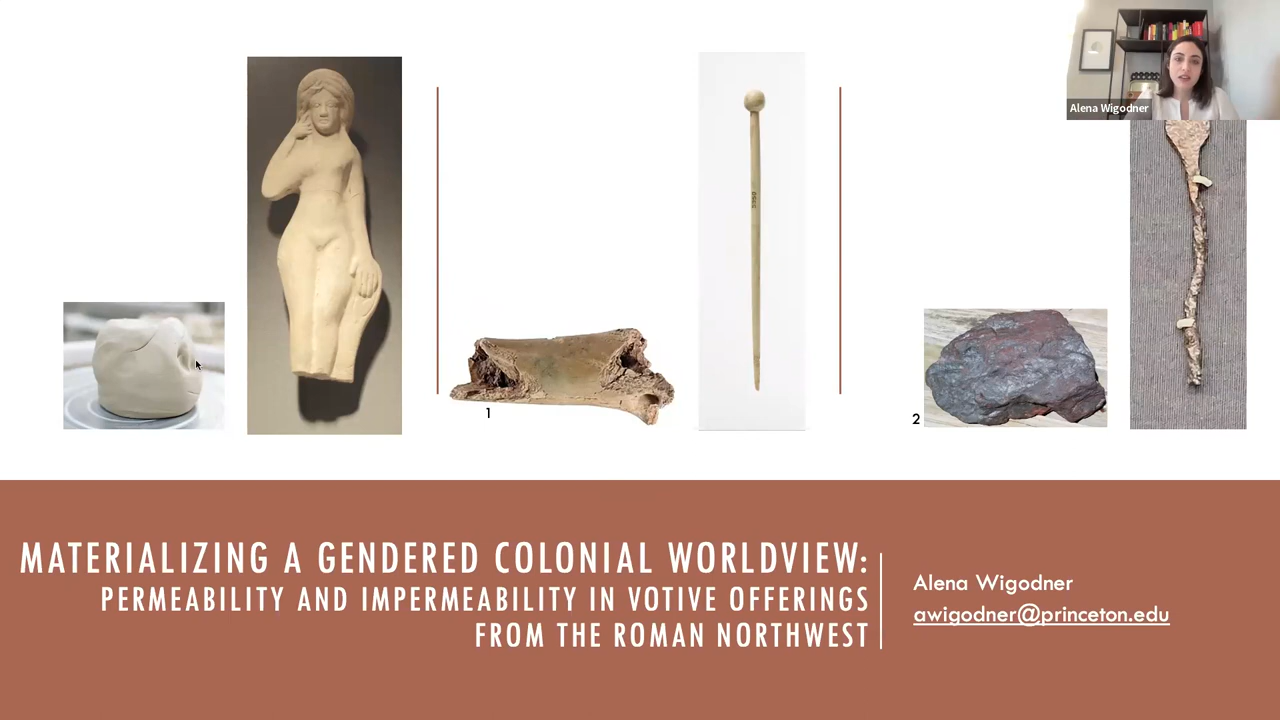 Alena Wigodner
1
2
MATERIALIZING A GENDERED COLONIAL WORLDVIEW:
PERMEABILITY AND IMPERMEABILITY IN VOTIVE OFFERINGS
FROM THE ROMAN NORTHWEST
Alena Wigodner
awigodner@princeton.edu